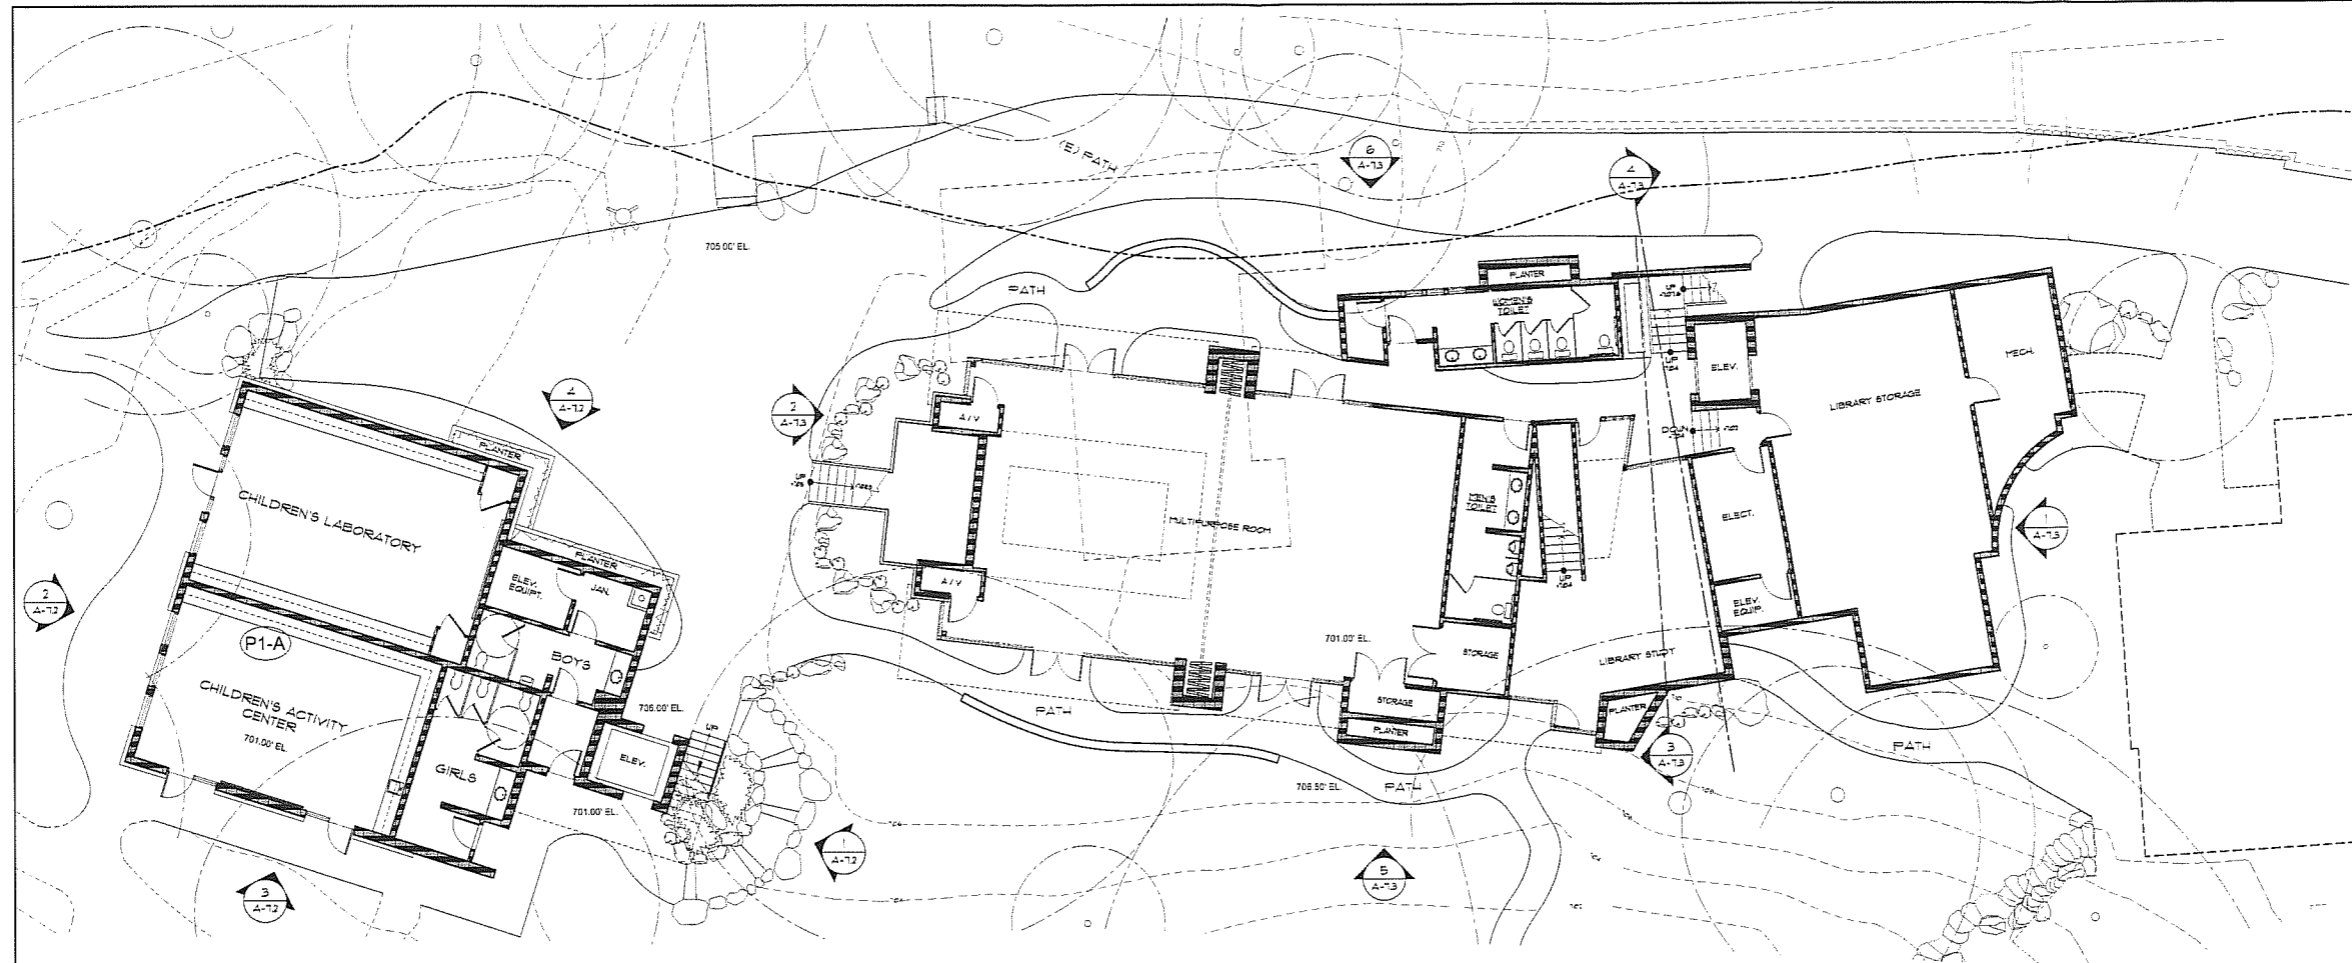 (E) PATH
6
A-7.3
4
A-7.3
705.00' EL.
PLANTER
WOMEN'S
TOILET
UP
UP
PATH
ELEV.
MECH.
LIBRARY STORAGE
4
A-7.2
2
A-7.3
A / V
DOWN
PLANTER
CHILDREN'S LABORATORY
UP
MEN'S
TOILET
ELECT.
MULTIPURPOSE ROOM
1
A-7.3
PLANTER
ELEV.
EQUIPT.
JAN.
A / V
UP
2
A-7.2
ELEV.
EQUIP.
P1-A
701.00' EL.
BOYS
STORAGE
LIBRARY STUDY
CHILDREN'S ACTIVITY
CENTER
701.00' EL.
706.00' EL.
PATH
STORAGE
PLANTER
PLANTER
UP
PATH
ELEV.
GIRLS
3
A-7.3
706.50' EL.
PATH
701.00' EL.
1
A-7.2
5
A-7.3
3
A-7.2